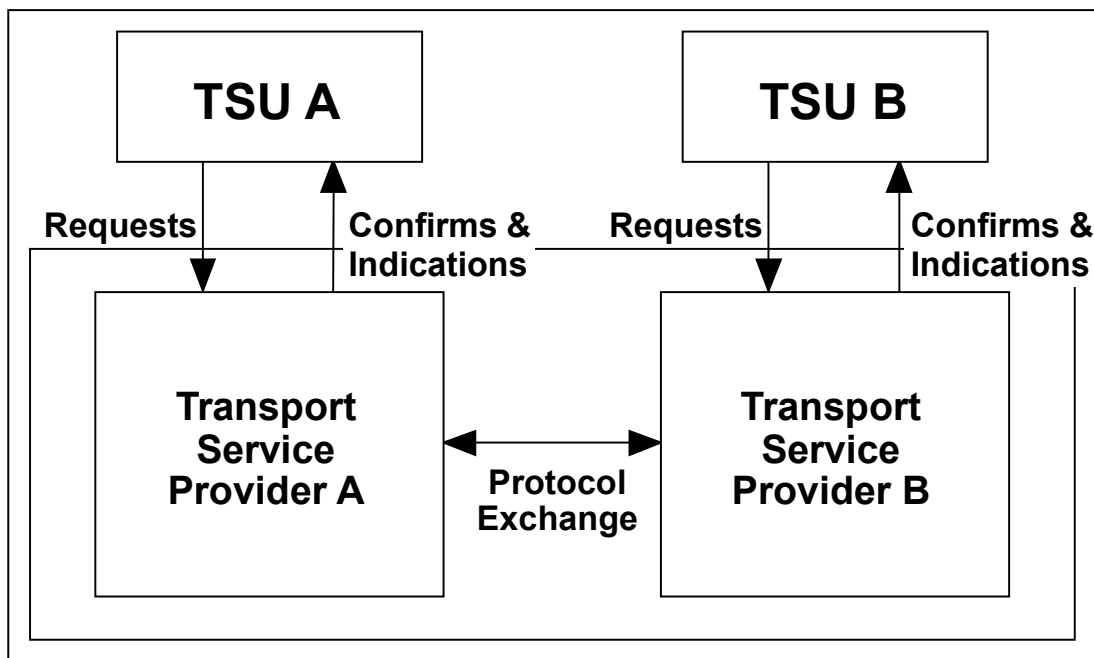 TSU A
TSU B
Requests
Confirms &
Indications
Requests
Confirms &
Indications
Transport
Service
Provider A
Protocol
Exchange
Transport
Service
Provider B